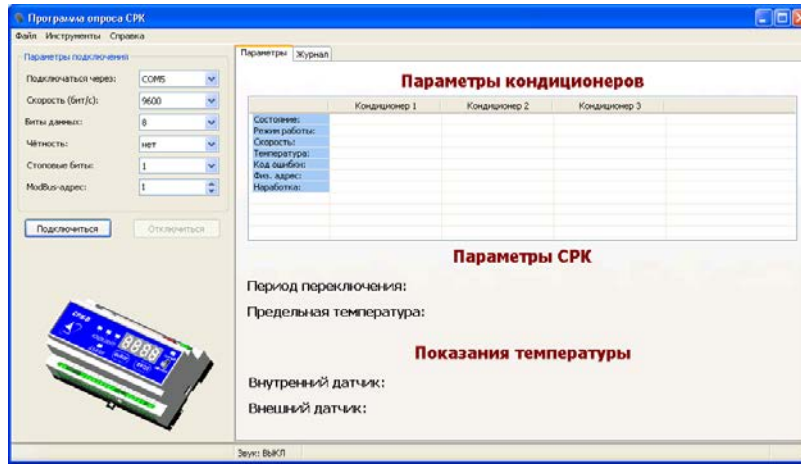 Программа опроса СРК
Файл Инструменты Справка
Параметры подключения
Подключаться через: COM5
Скорость (бит/с): 9600
Биты данных: 8
Чётность: нет
Стоповые биты: 1
ModBus-адрес: 1
Подключиться Отключиться
Параметры Журнал
Параметры кондиционеров
Кондиционер 1 Кондиционер 2 Кондиционер 3
Состояние:
Режим работы:
Скорость:
Температура:
Код ошибки:
Физ. адрес:
Наработка:
Параметры СРК
Период переключения:
Предельная температура:
Показания температуры
Внутренний датчик:
Внешний датчик:
8888
Звук: ВЫКЛ